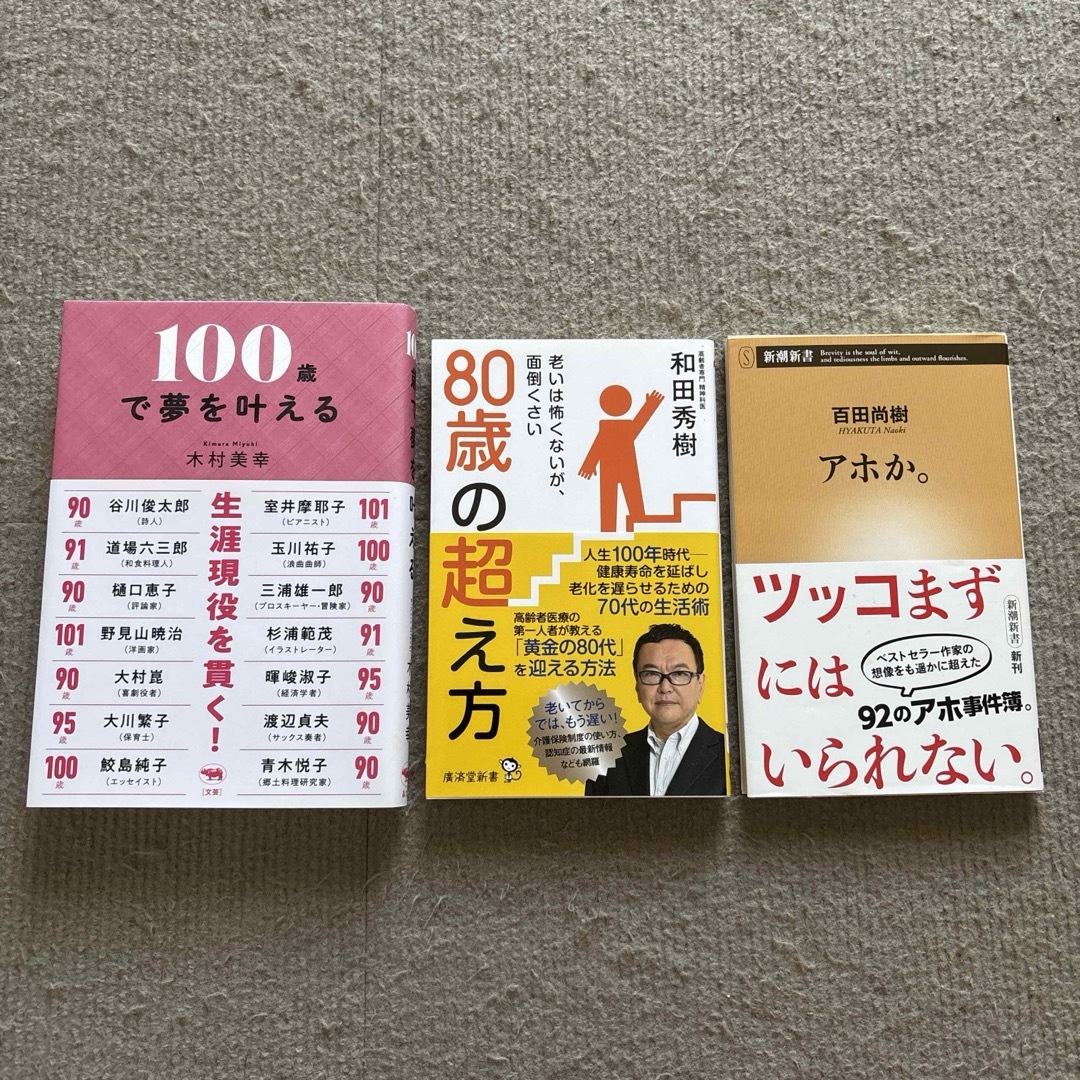 100歳
で夢を叶える
Kimura Miyuki
木村美幸
生涯現役を貫く！
90歳 谷川俊太郎
（詩人）
91歳 道場六三郎
（和食料理人）
90歳 樋口恵子
（評論家）
101歳 野見山暁治
（洋画家）
90歳 大村崑
（喜劇役者）
95歳 大川繁子
（保育士）
100歳 鮫島純子
（エッセイスト）
室井摩耶子 101歳
（ピアニスト）
玉川祐子 100歳
（浪曲曲師）
三浦雄一郎 90歳
（プロスキーヤー・冒険家）
杉浦範茂 91歳
（イラストレーター）
暉峻淑子 95歳
（経済学者）
渡辺貞夫 90歳
（サックス奏者）
青木悦子 90歳
（郷土料理研究家）
［文芸］
高齢者専門 精神科医
和田秀樹
老いは怖くないが、
面倒くさい
80歳の超え方
人生100年時代―
健康寿命を延ばし
老化を遅らせるための
70代の生活術
高齢者医療の
第一人者が教える
「黄金の80代」
を迎える方法
老いてから
では、もう遅い！
介護保険制度の使い方、
認知症の最新情報
なども網羅
廣済堂新書
S 新潮新書
Brevity is the soul of wit,
and tediousness the limbs and outward flourishes.
百田尚樹
HYAKUTA Naoki
アホか。
ツッコまず
には
いられない。
ベストセラー作家の
想像をも遥かに超えた
92のアホ事件簿。
新潮新書 新刊